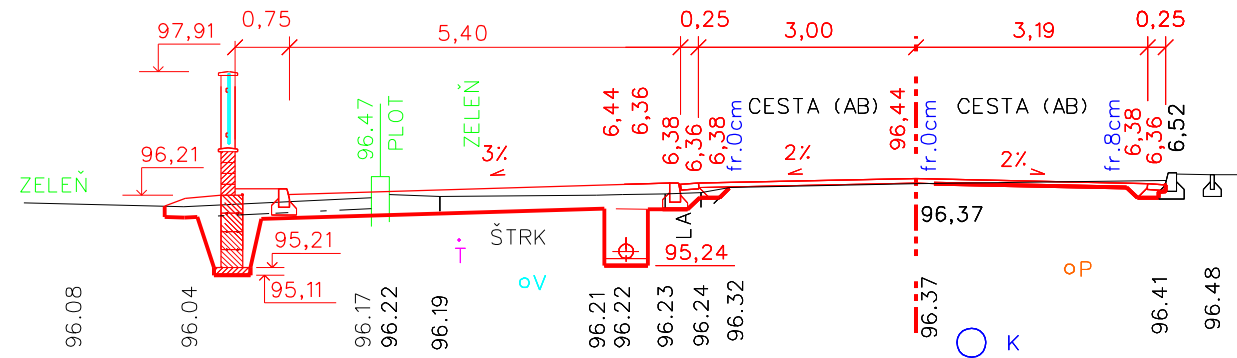 0,75
5,40
0,25
3,00
3,19
0,25
97,91
96,21
ZELEŇ
96.47
PLOT
ZELEŇ
3%
6,44
6,36
6,38
6,36
6,38
fr.0cm
CESTA (AB)
2%
96,44
fr.0cm
CESTA (AB)
2%
fr.8cm
6,38
6,36
6,52
95,21
95,11
ŠTRK
T
V
95,24
LA
96,37
P
K
96.08
96.04
96.17
96.22
96.19
96.21
96.22
96.23
96.24
96.32
96.37
96.41
96.48